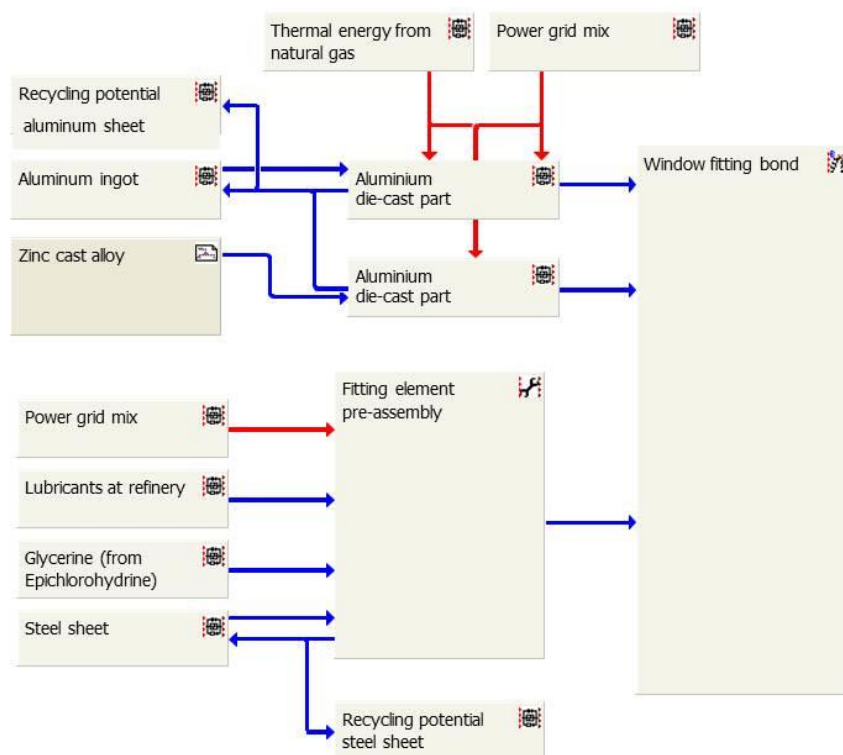 Thermal energy from
natural gas
Power grid mix
Recycling potential
aluminum sheet
Aluminum ingot
Zinc cast alloy
Aluminium
die-cast part
Aluminium
die-cast part
Window fitting bond
Fitting element
pre-assembly
Power grid mix
Lubricants at refinery
Glycerine (from
Epichlorohydrine)
Steel sheet
Recycling potential
steel sheet